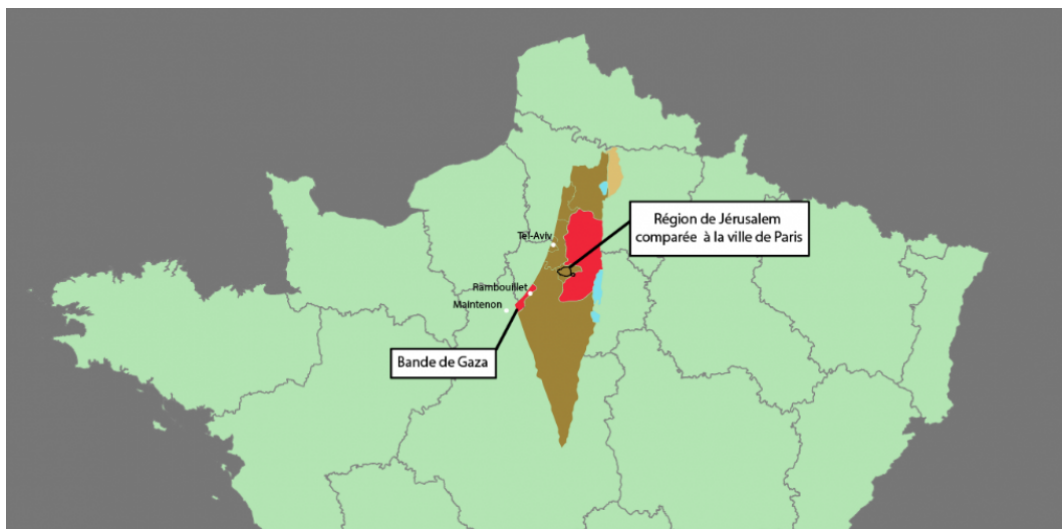 Région de Jérusalem
comparée à la ville de Paris
Tel-Aviv
Rambouillet
Maintenon
Bande de Gaza